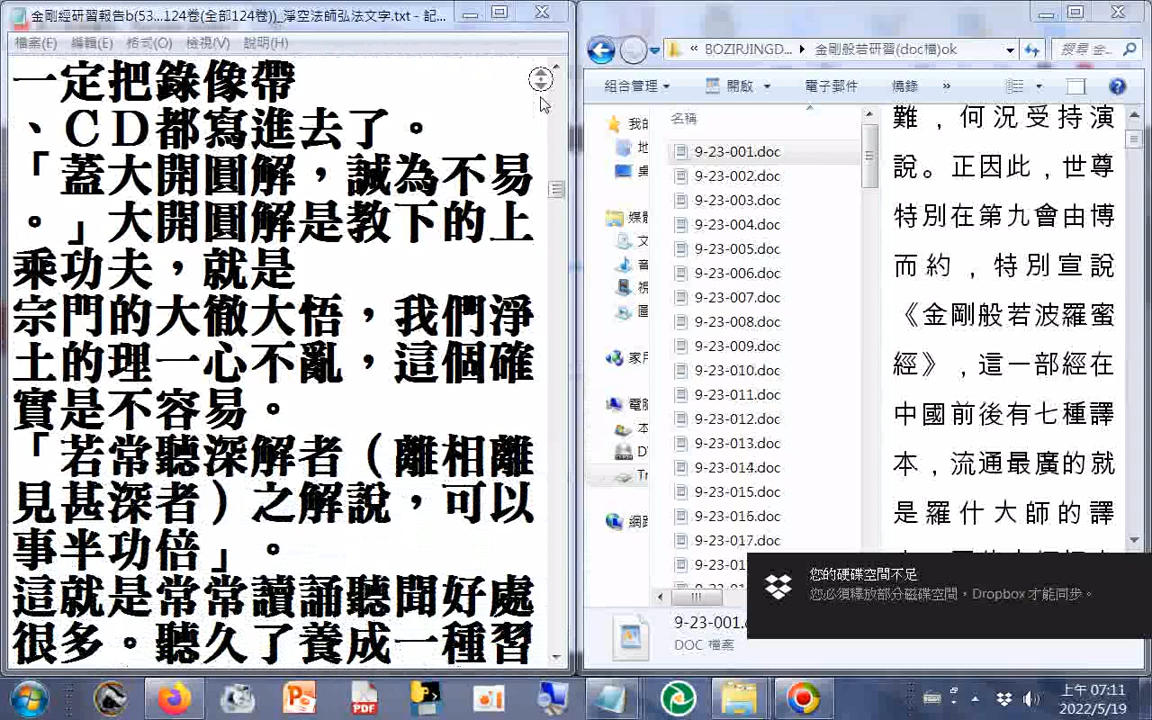 金剛經研習報告b(53...124卷(全部124卷))_淨空法師弘法文字.txt - 記...
檔案(E) 編輯(E) 格式(O) 檢視(V) 說明(H)
一定把錄像帶
、ＣＤ都寫進去了。
「蓋大開圓解，誠為不易
。」大開圓解是教下的上
乘功夫，就是
宗門的大徹大悟，我們淨
土的理一心不亂，這個確
實是不容易。
「若常聽深解者（離相離
見甚深者）之解說，可以
事半功倍」。
這就是常常讀誦聽聞好處
很多。聽久了養成一種習
« BOZIRJINGD... 金剛般若研習(doc檔)ok
搜尋 金...
組合管理 開啟 電子郵件 燒錄 »
我的
桌
媒體
文
音
視
圖
家用
電腦
本
網路
名稱
9-23-001.doc
9-23-002.doc
9-23-003.doc
9-23-004.doc
9-23-005.doc
9-23-006.doc
9-23-007.doc
9-23-008.doc
9-23-009.doc
9-23-010.doc
9-23-011.doc
9-23-012.doc
9-23-013.doc
9-23-014.doc
9-23-015.doc
9-23-016.doc
9-23-017.doc
難，何況受持演
說。正因此，世尊
特別在第九會由博
而約，特別宣說
《金剛般若波羅蜜
經》，這一部經在
中國前後有七種譯
本，流通最廣的就
是羅什大師的譯
您的硬碟空間不足
您必須釋放部分磁碟空間，Dropbox 才能同步。
9-23-001.
DOC 檔案
上午 07:11
2022/5/19